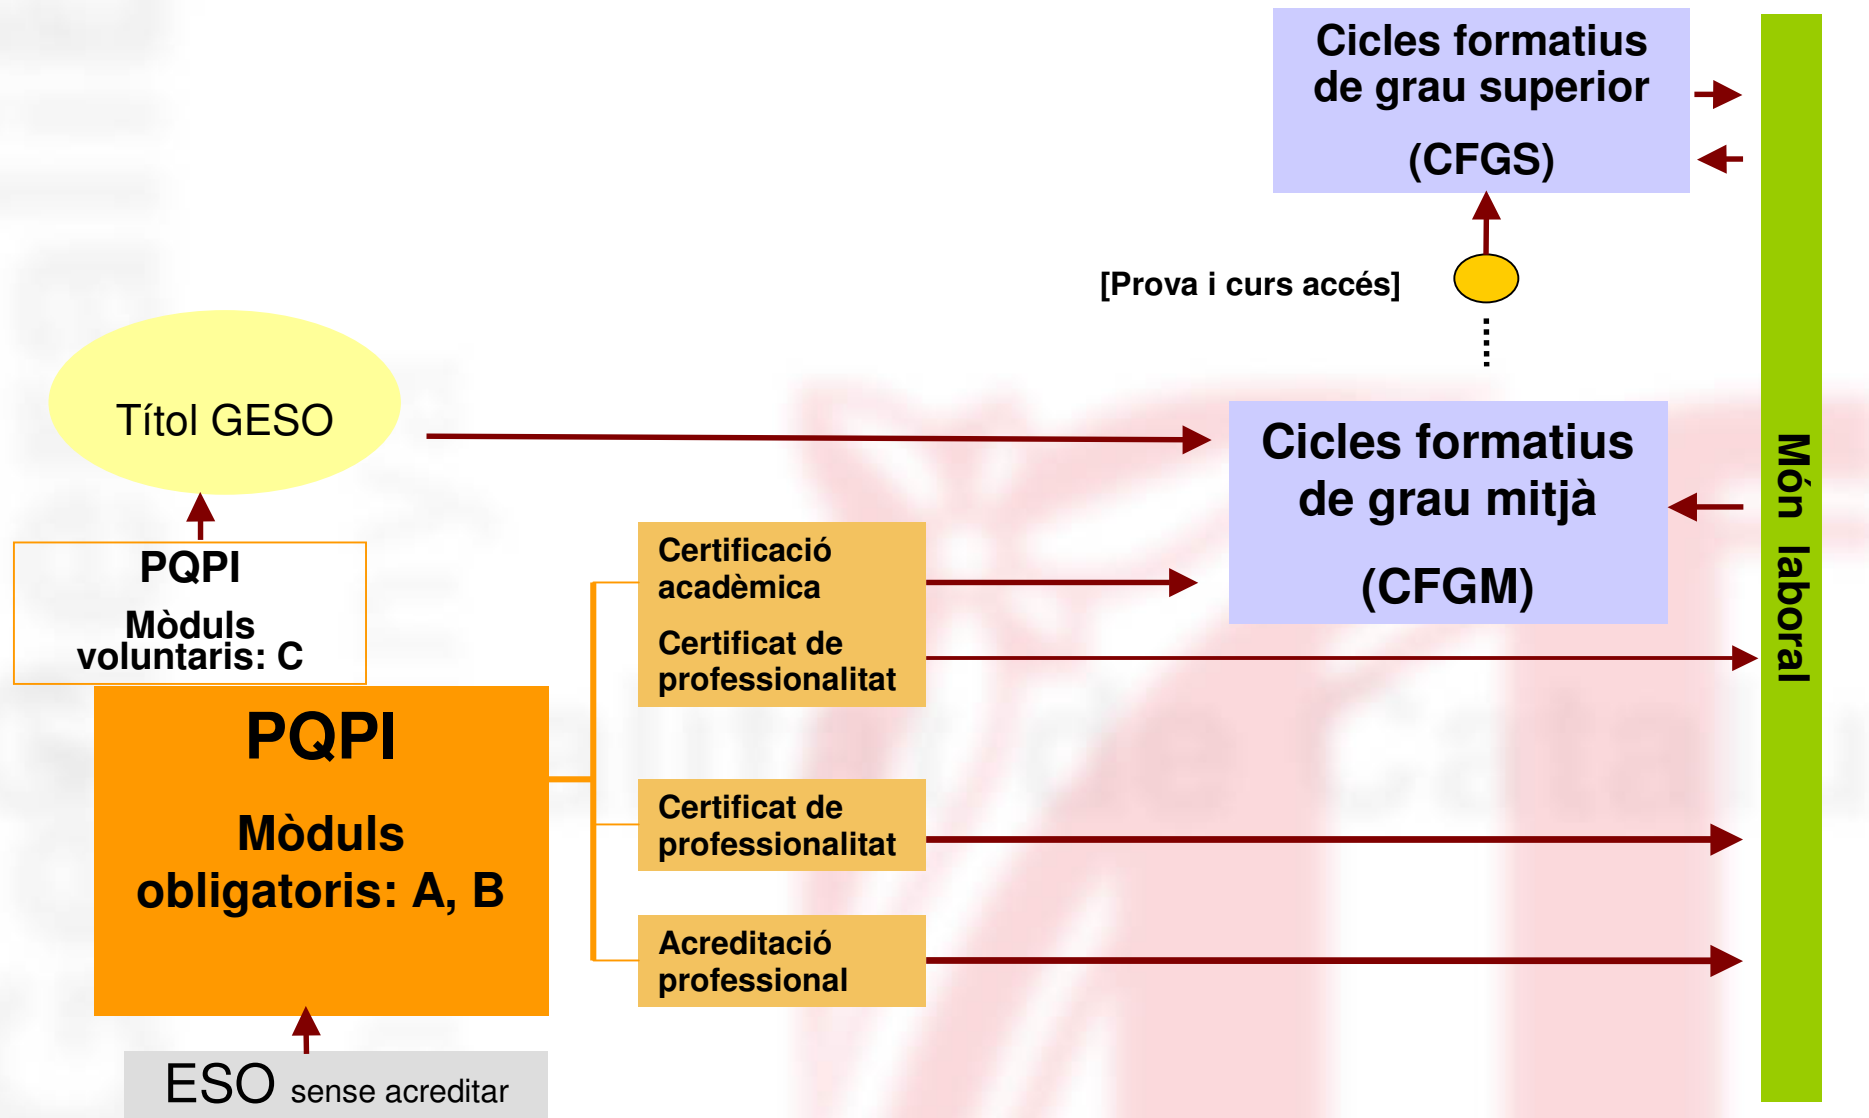 Cicles formatius
de grau superior
(CFGS)
[Prova i curs accés]
Títol GESO
Cicles formatius
de grau mitjà
(CFGM)
Món laboral
PQPI
Mòduls
voluntaris: C
Certificació
acadèmica
Certificat de
professionalitat
PQPI
Mòduls
obligatoris: A, B
Certificat de
professionalitat
Acreditació
professional
ESO sense acreditar